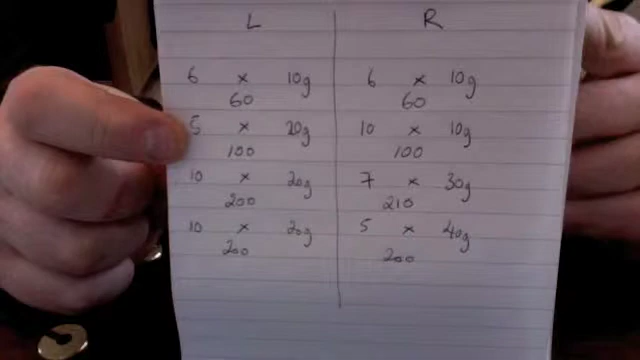 L R
6 x 10g 6 x 10g
60 60
5 x 20g 10 x 10g
100 100
10 x 20g 7 x 30g
200 210
10 x 20g 5 x 40g
200 200